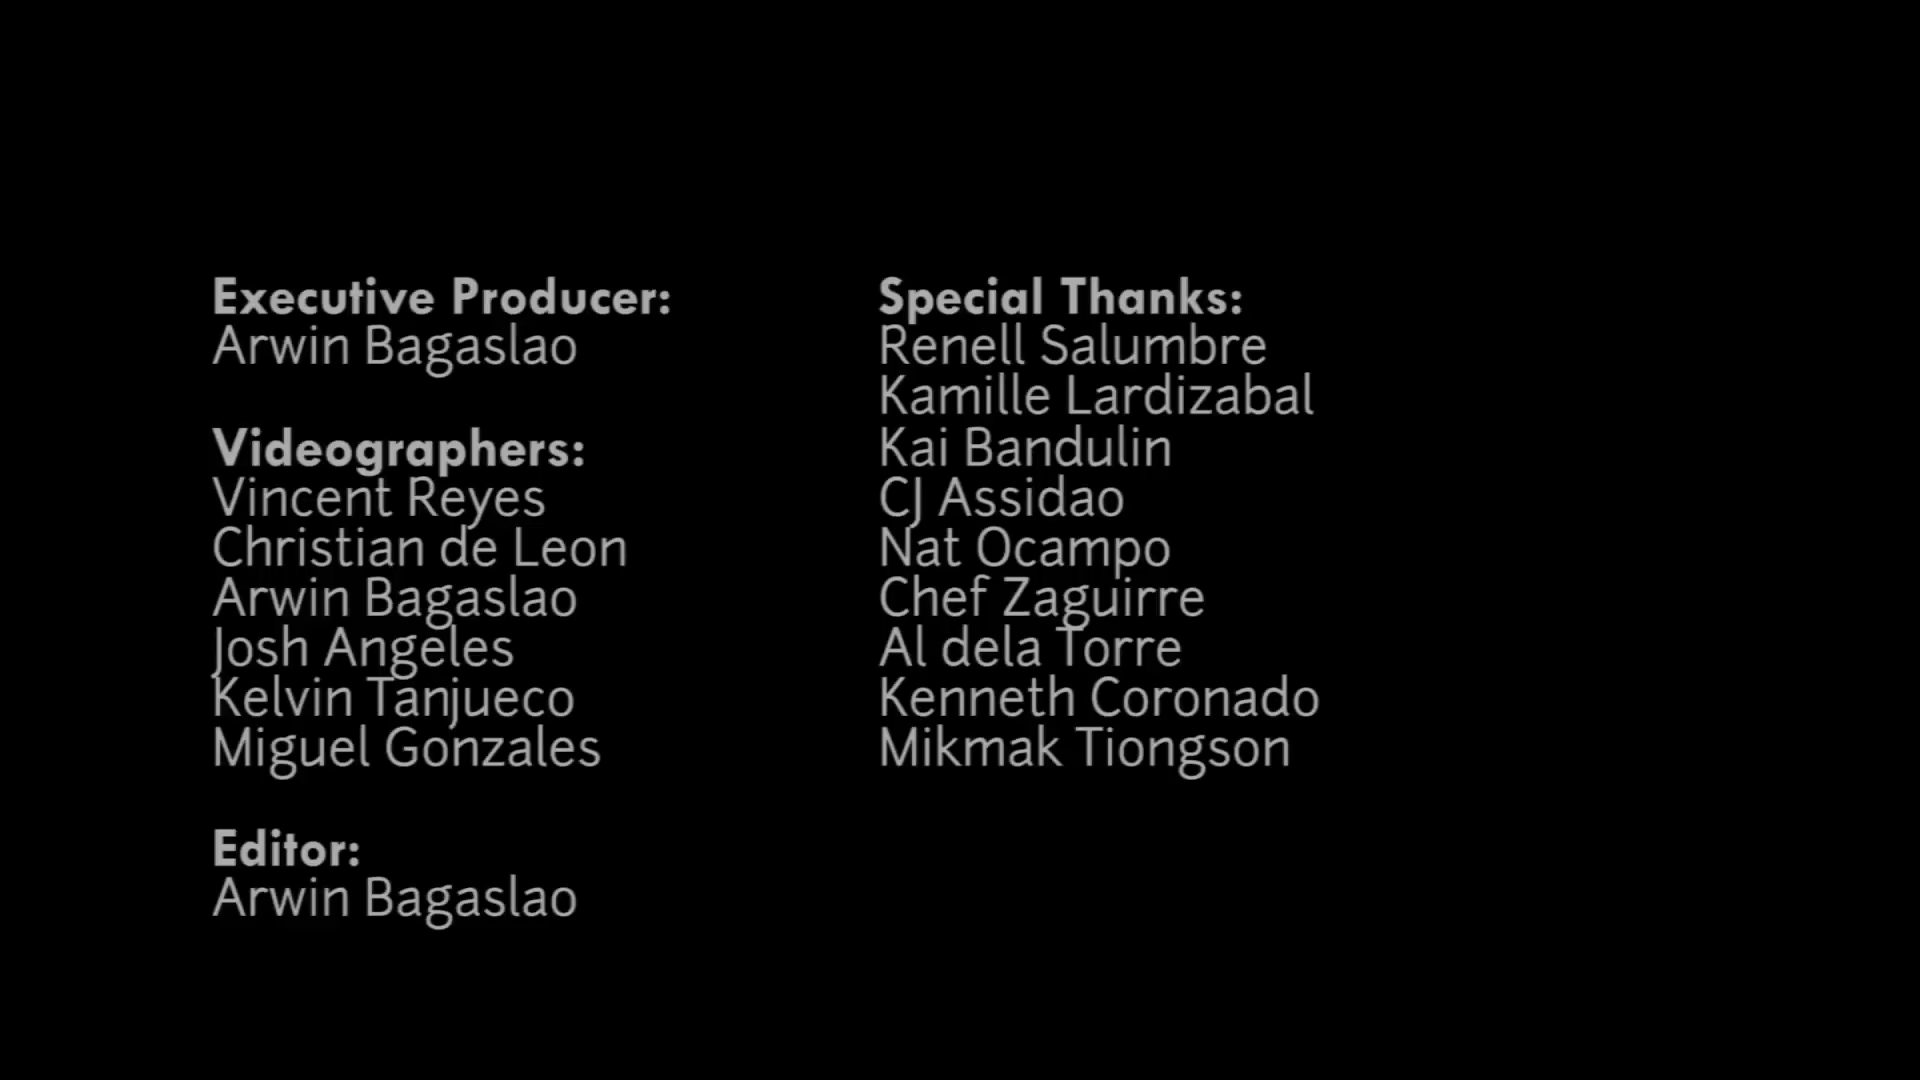 Executive Producer:
Arwin Bagaslao
Videographers:
Vincent Reyes
Christian de Leon
Arwin Bagaslao
Josh Angeles
Kelvin Tanjueco
Miguel Gonzales
Editor:
Arwin Bagaslao
Special Thanks:
Renell Salumbre
Kamille Lardizabal
Kai Bandulin
CJ Assidao
Nat Ocampo
Chef Zaguirre
Al dela Torre
Kenneth Coronado
Mikmak Tiongson